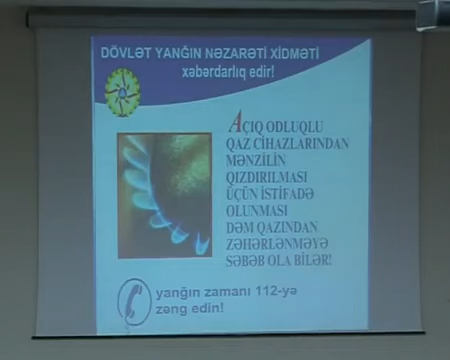 DÖVLƏT YANĞIN NƏZARƏTİ XİDMƏTİ
xəbərdarlıq edir!
AÇIQ ODLUQLU
QAZ CİHAZLARINDAN
MƏNZİLİN
QIZDIRILMASI
ÜÇÜN İSTİFADƏ
OLUNMASI
DƏM QAZINDAN
ZƏHƏRLƏNMƏYƏ
SƏBƏB OLA BİLƏR!
yanğın zamanı 112-yə
zəng edin!